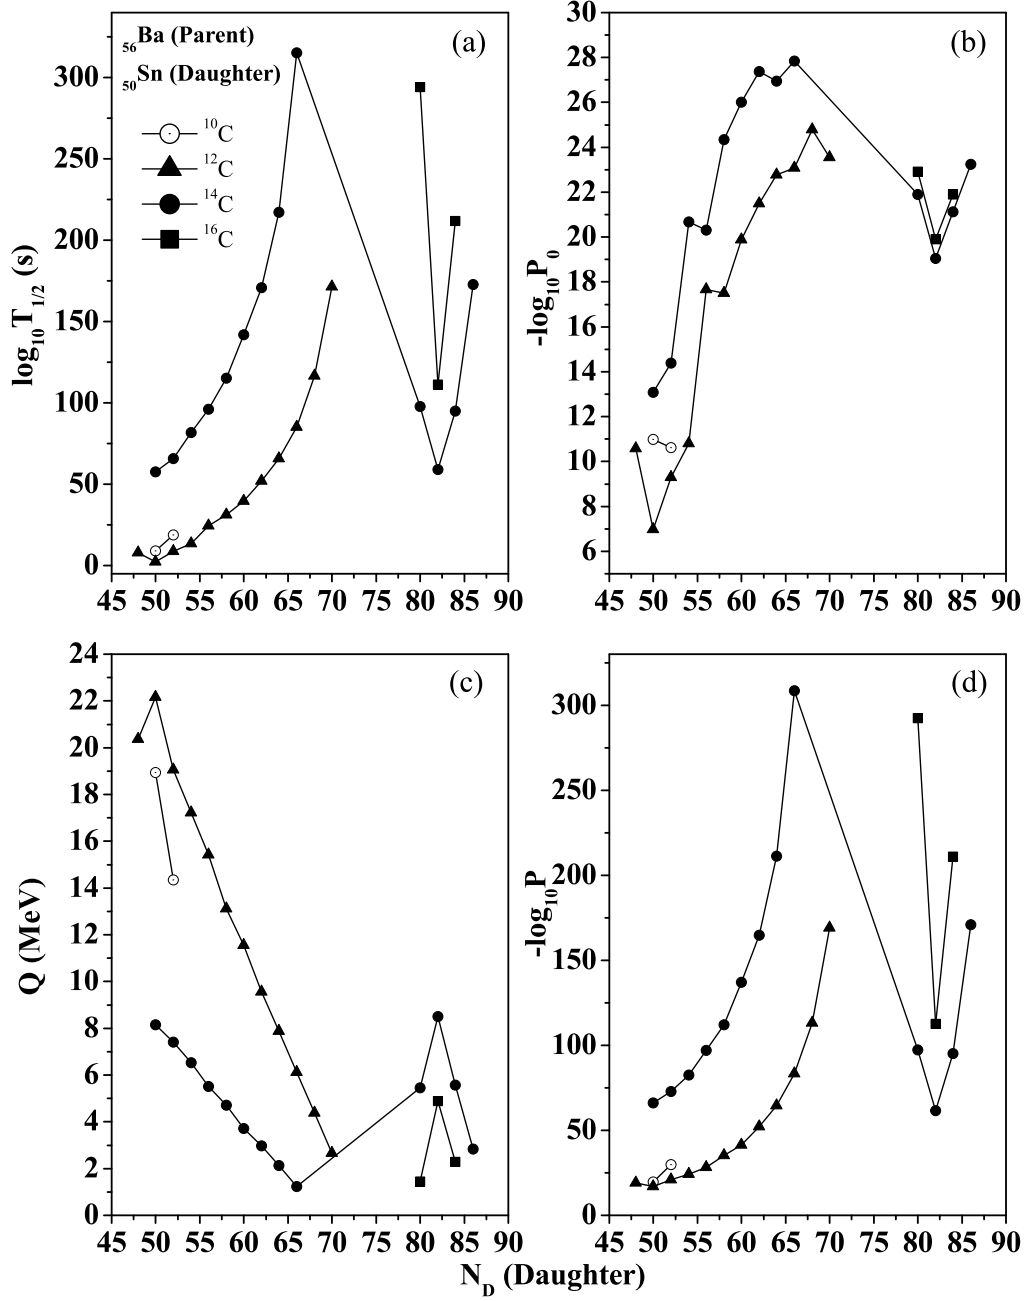 ₅₆Ba (Parent)
₅₀Sn (Daughter)
¹⁰C
¹²C
¹⁴C
¹⁶C
(a)
log₁₀T₁/₂ (s)
300
250
200
150
100
50
0
45 50 55 60 65 70 75 80 85 90
(b)
-log₁₀P₀
30
28
26
24
22
20
18
16
14
12
10
8
6
45 50 55 60 65 70 75 80 85 90
(c)
Q (MeV)
24
22
20
18
16
14
12
10
8
6
4
2
0
45 50 55 60 65 70 75 80 85 90
(d)
-log₁₀P
300
250
200
150
100
50
0
45 50 55 60 65 70 75 80 85 90
N_D (Daughter)